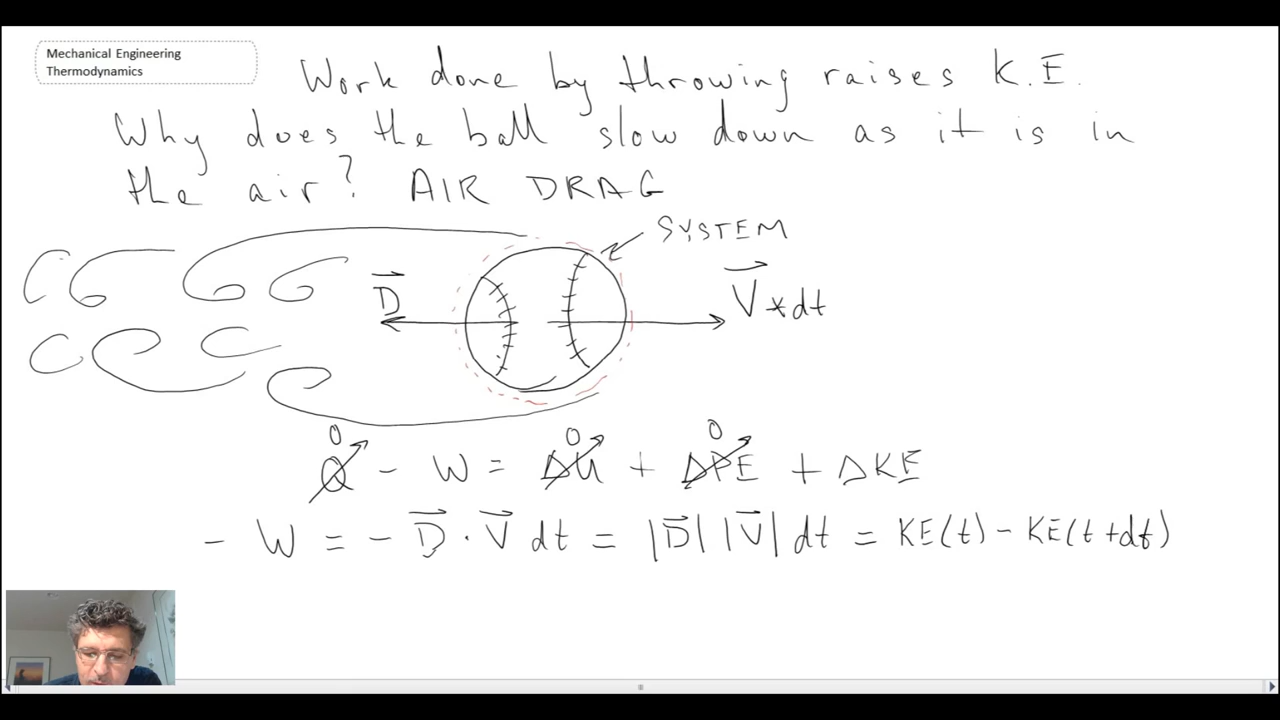 Mechanical Engineering
Thermodynamics
Work done by throwing raises K.E.
Why does the ball slow down as it is in
the air? AIR DRAG
SYSTEM
D⃗
V⃗ * dt
0 0 0
Q - W = ΔU + ΔPE + ΔKE
- W = - D⃗ · V⃗ dt = |D⃗| |V⃗| dt = KE(t) - KE(t+dt)